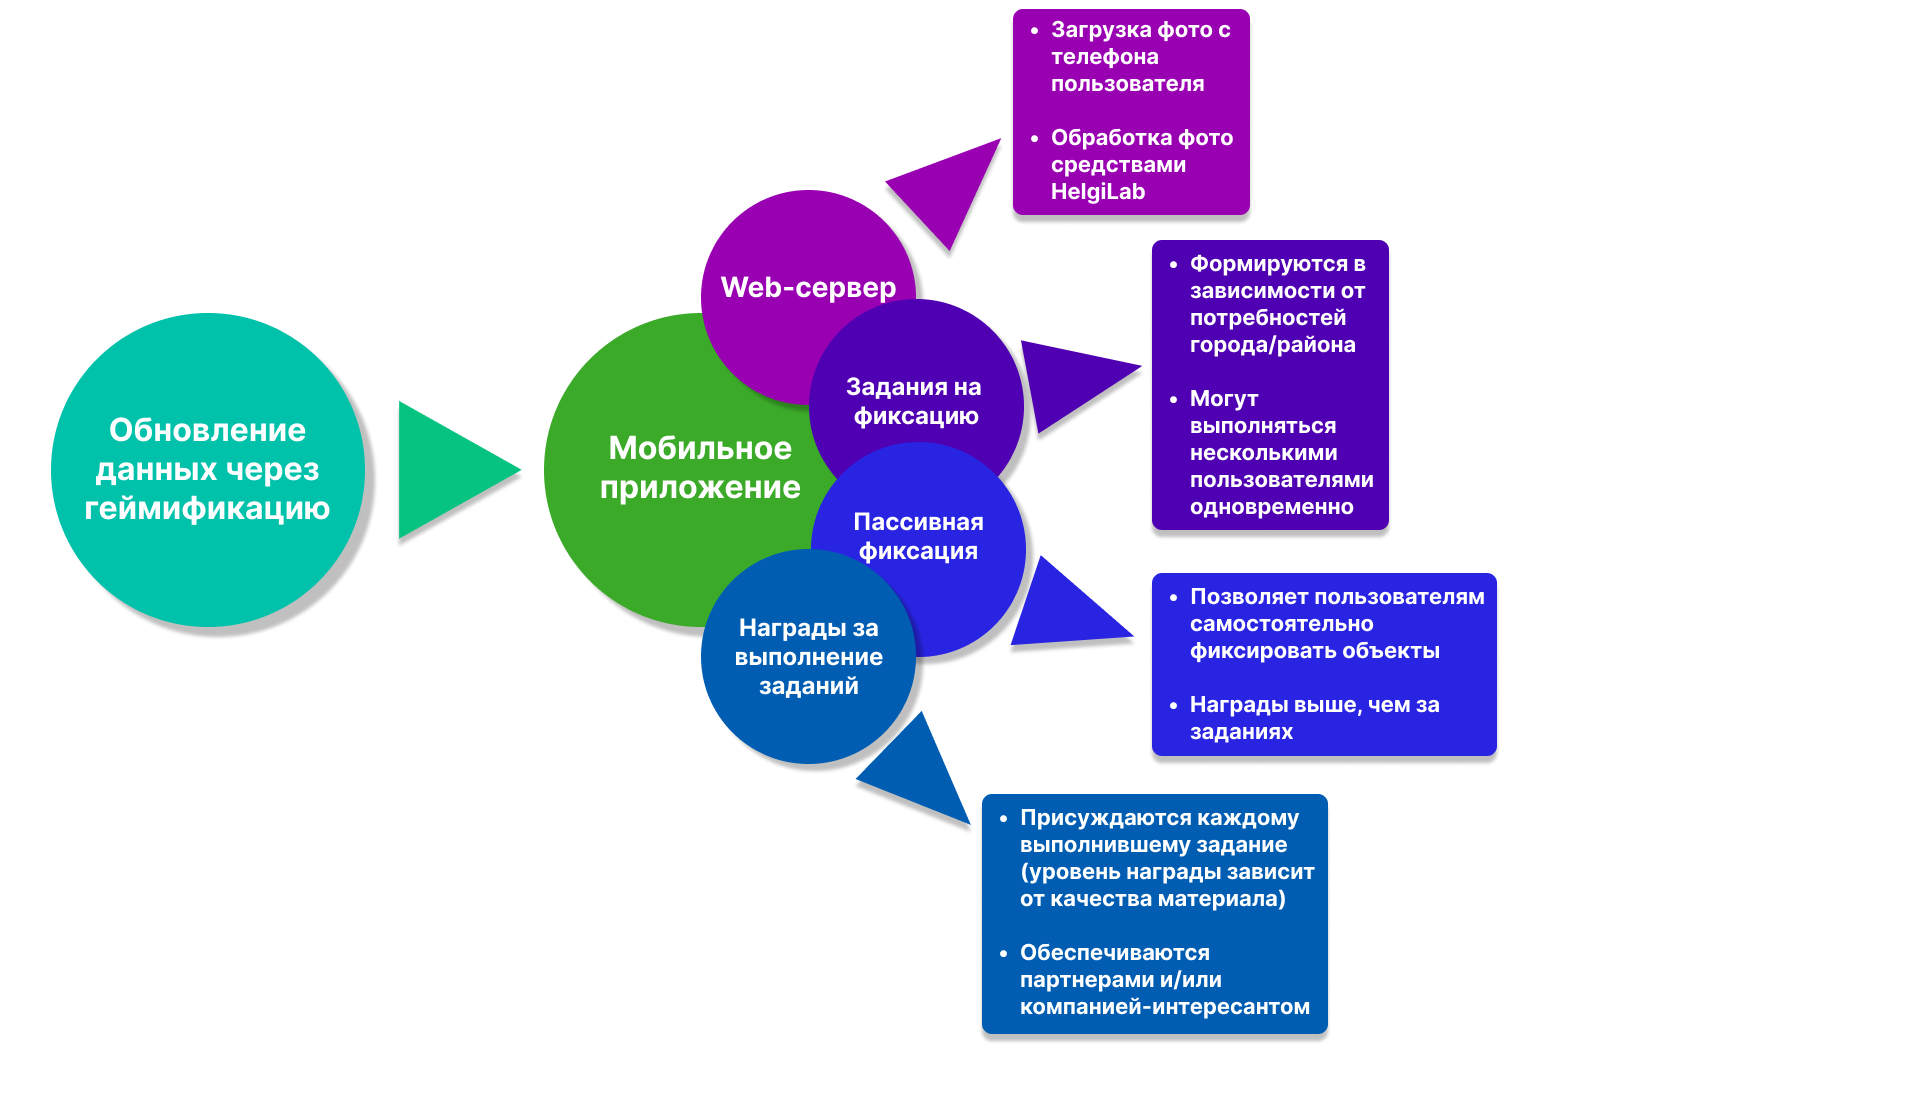 Обновление
данных через
геймификацию
Мобильное
приложение
Web-сервер
Задания на
фиксацию
Пассивная
фиксация
Награды за
выполнение
заданий
• Загрузка фото с
телефона
пользователя
• Обработка фото
средствами
HelgiLab
• Формируются в
зависимости от
потребностей
города/района
• Могут
выполняться
несколькими
пользователями
одновременно
• Позволяет пользователям
самостоятельно
фиксировать объекты
• Награды выше, чем за
заданиях
• Присуждаются каждому
выполнившему задание
(уровень награды зависит
от качества материала)
• Обеспечиваются
партнерами и/или
компанией-интересантом